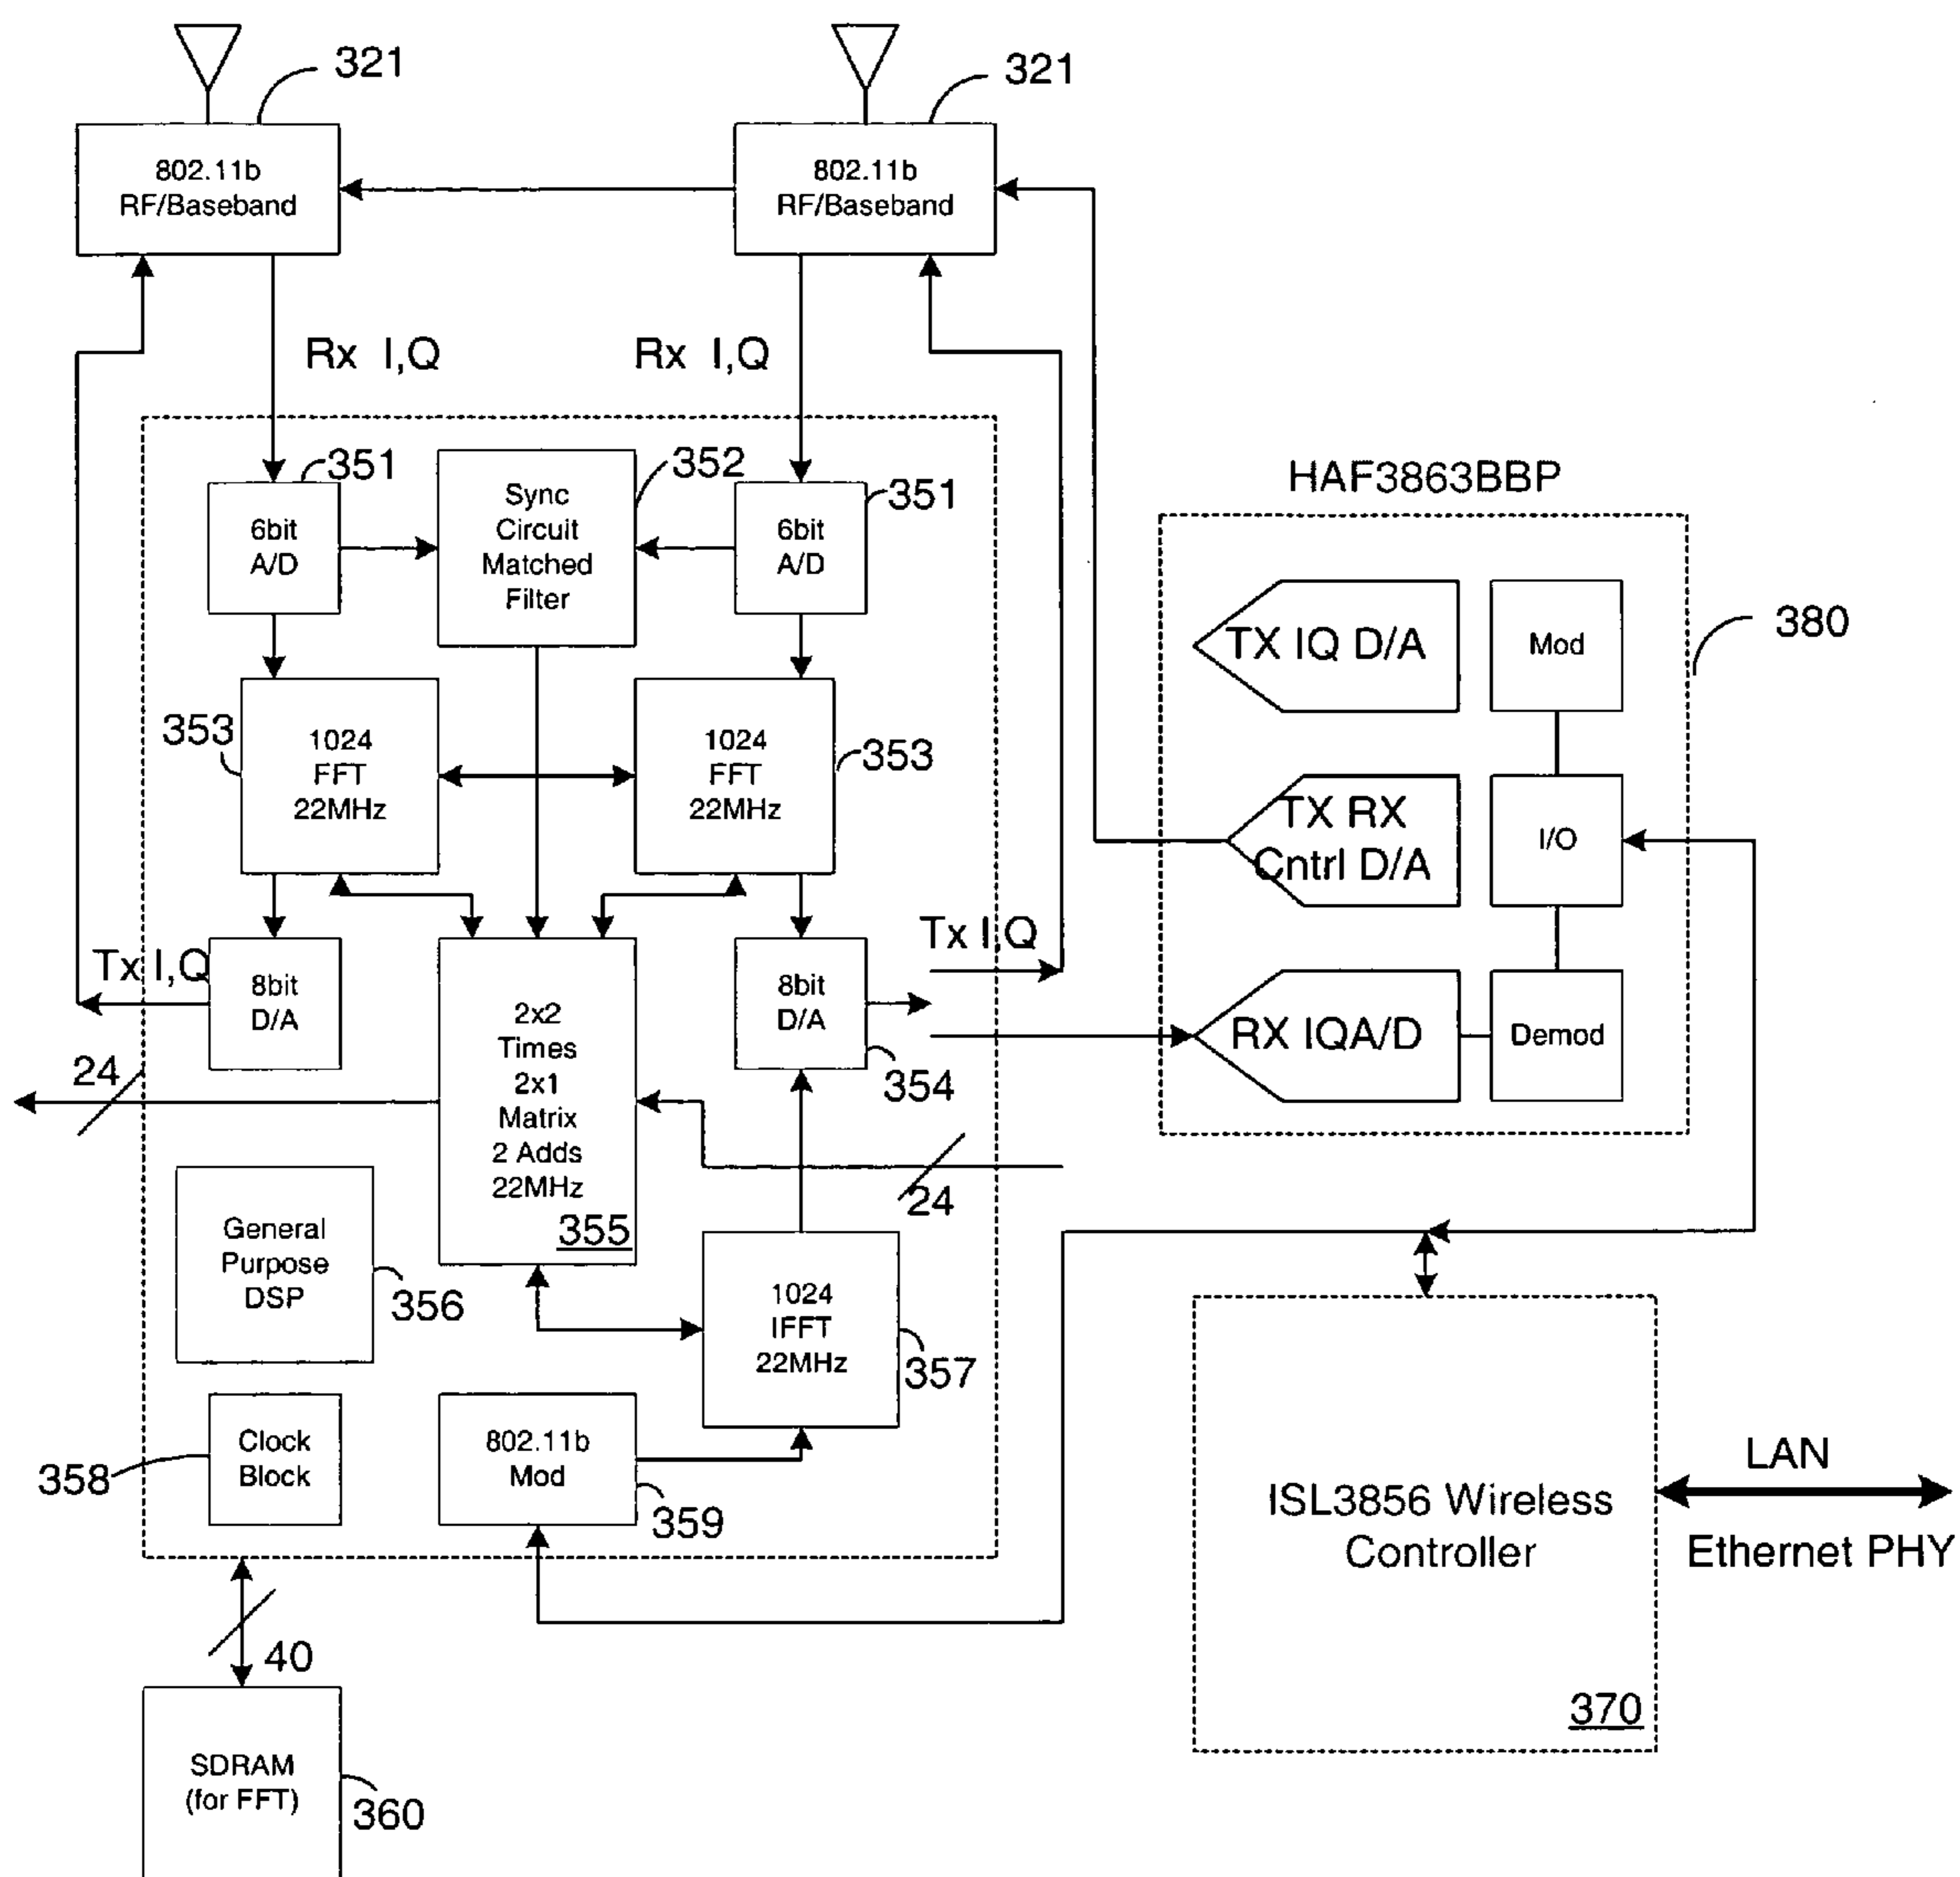 321
321
802.11b
RF/Baseband
802.11b
RF/Baseband
Rx I,Q
Rx I,Q
351
352
351
6bit
A/D
Sync
Circuit
Matched
Filter
6bit
A/D
HAF3863BBP
380
TX IQ D/A
Mod
353
1024
FFT
22MHz
1024
FFT
22MHz
353
TX RX
Cntrl D/A
I/O
Tx I,Q
8bit
D/A
2x2
Times
2x1
Matrix
2 Adds
22MHz
355
8bit
D/A
Tx I,Q
354
RX IQA/D
Demod
24
24
General
Purpose
DSP
356
1024
IFFT
22MHz
357
358
Clock
Block
802.11b
Mod
359
ISL3856 Wireless
Controller
370
LAN
Ethernet PHY
40
SDRAM
(for FFT)
360